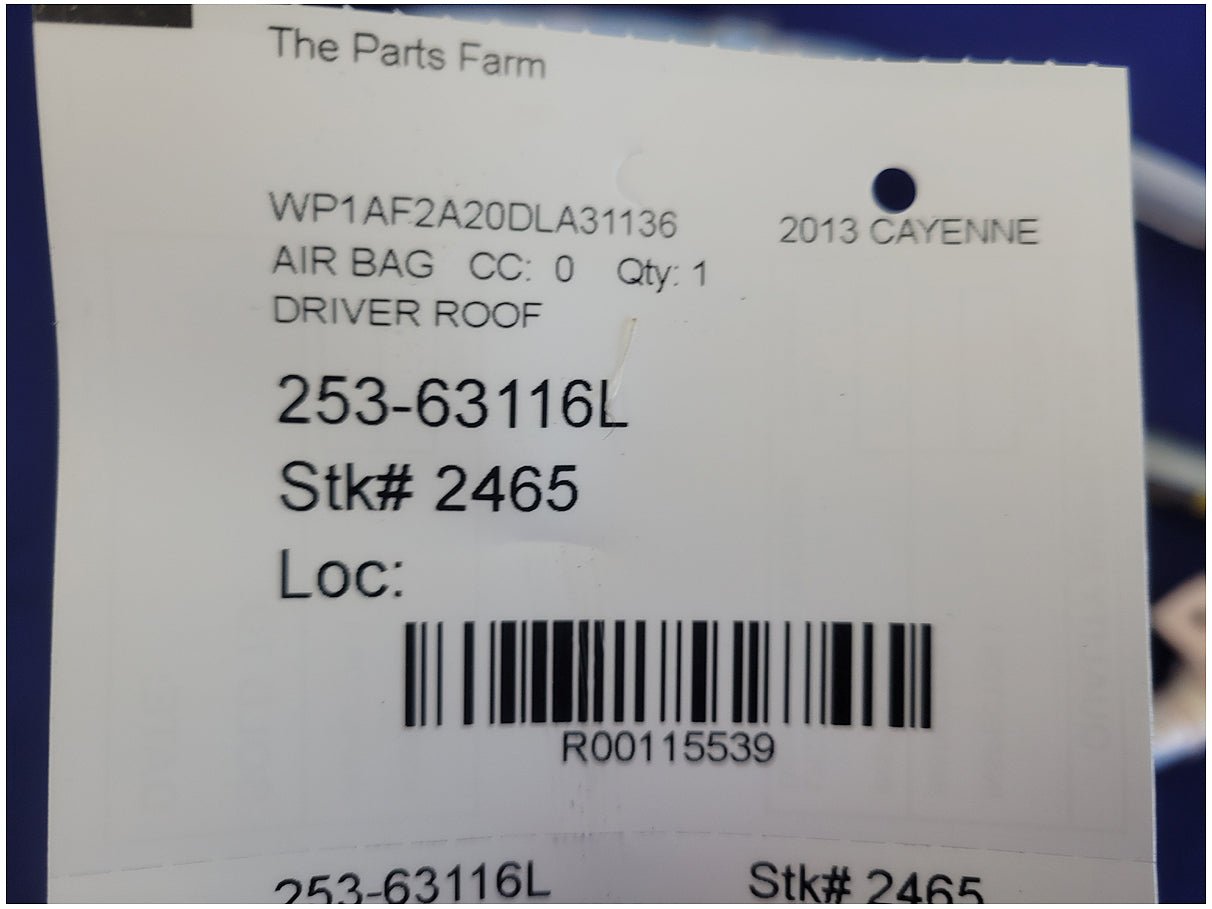 The Parts Farm
WP1AF2A20DLA31136 2013 CAYENNE
AIR BAG CC: 0 Qty: 1
DRIVER ROOF
253-63116L
Stk# 2465
Loc:
R00115539
253-63116L Stk# 2465